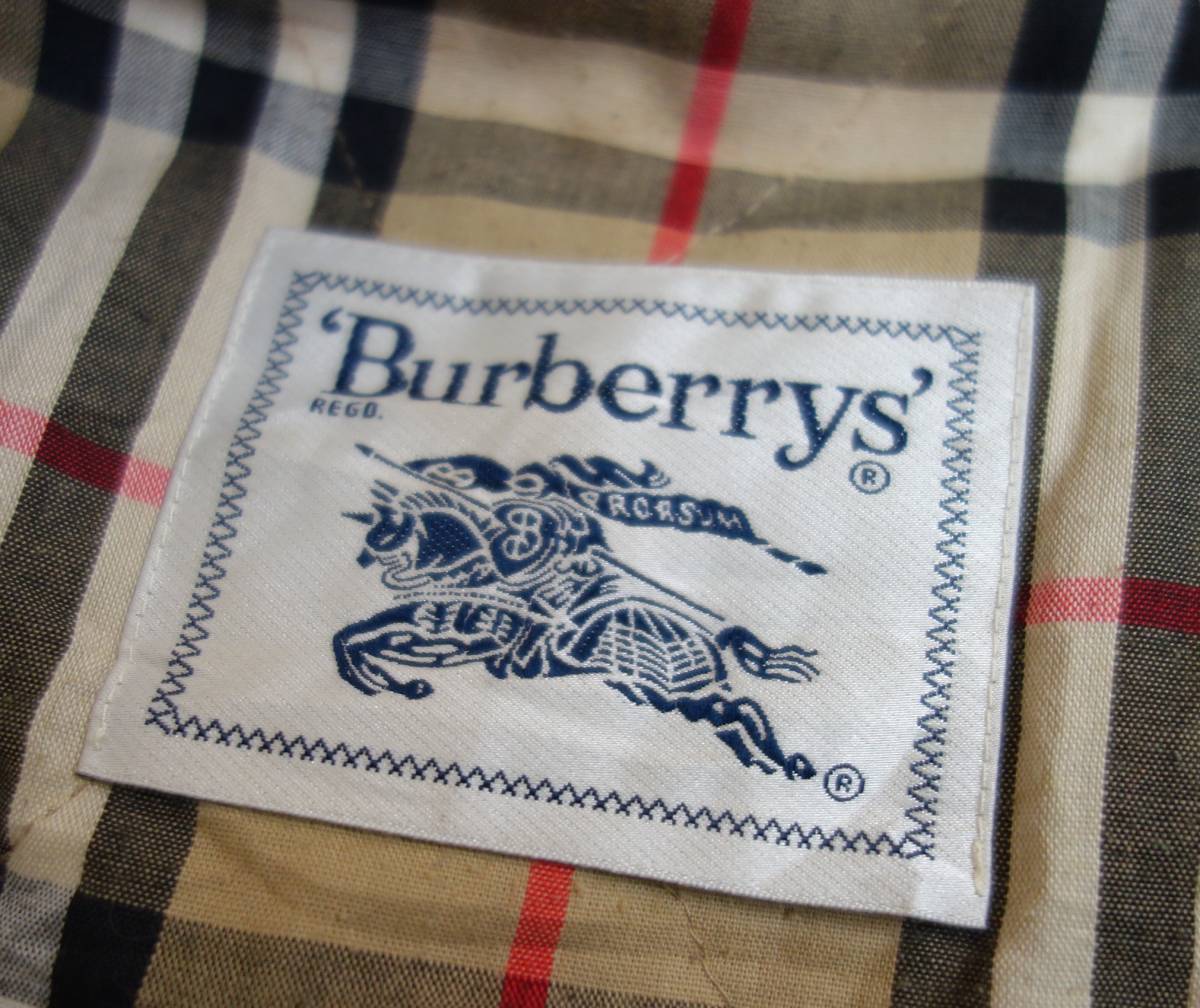 ‘Burberrys’
REGD.
®
PRORSUM
®